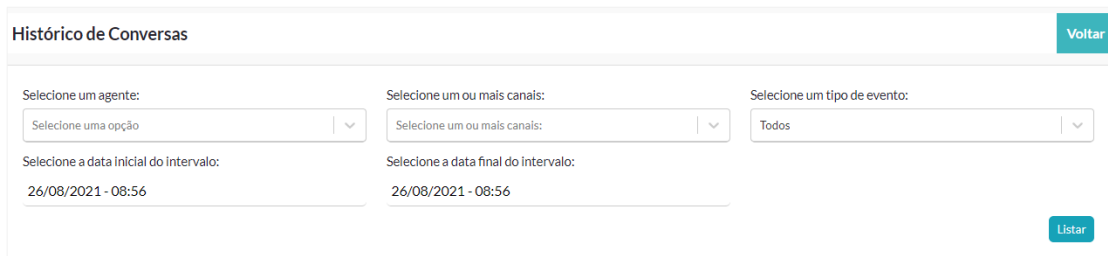 Histórico de Conversas
Voltar
Selecione um agente:
Selecione um ou mais canais:
Selecione um tipo de evento:
Selecione uma opção
Selecione um ou mais canais:
Todos
Selecione a data inicial do intervalo:
Selecione a data final do intervalo:
26/08/2021 - 08:56
26/08/2021 - 08:56
Listar